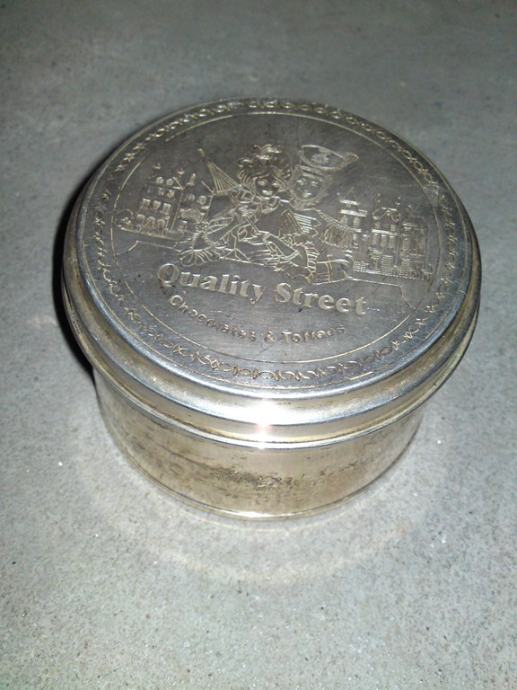 Quality Street
Chocolates & Toffees